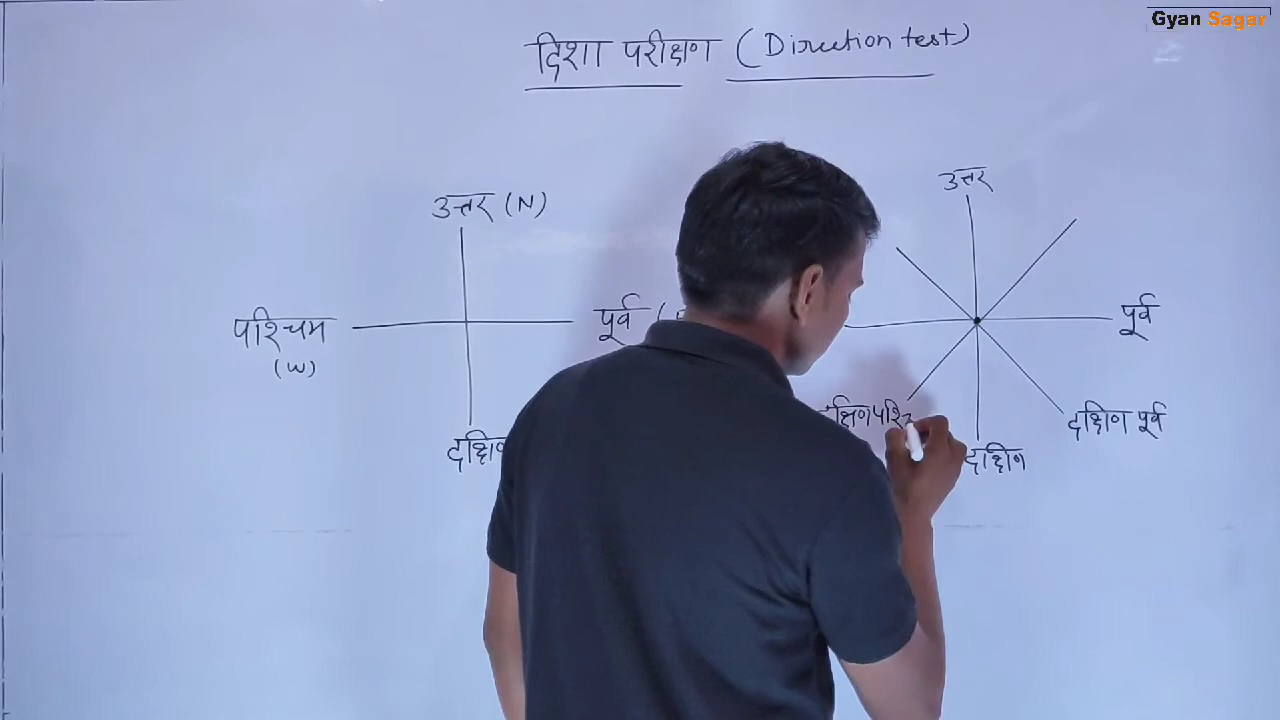 Gyan Sagar
दिशा परीक्षण (Direction test)
उत्तर (N)
उत्तर
पश्चिम
(W)
पूर्व (
पूर्व
दक्षिण पूर्व
दक्षिण